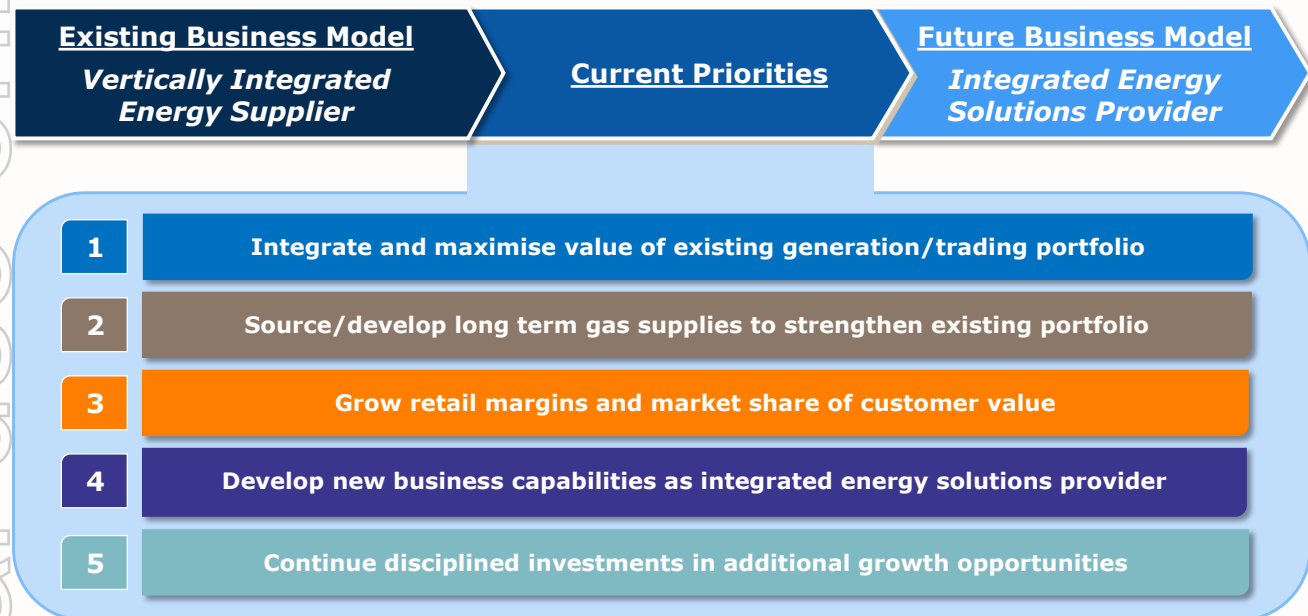 Existing Business Model
Vertically Integrated
Energy Supplier
Current Priorities
Future Business Model
Integrated Energy
Solutions Provider
1
Integrate and maximise value of existing generation/trading portfolio
2
Source/develop long term gas supplies to strengthen existing portfolio
3
Grow retail margins and market share of customer value
4
Develop new business capabilities as integrated energy solutions provider
5
Continue disciplined investments in additional growth opportunities